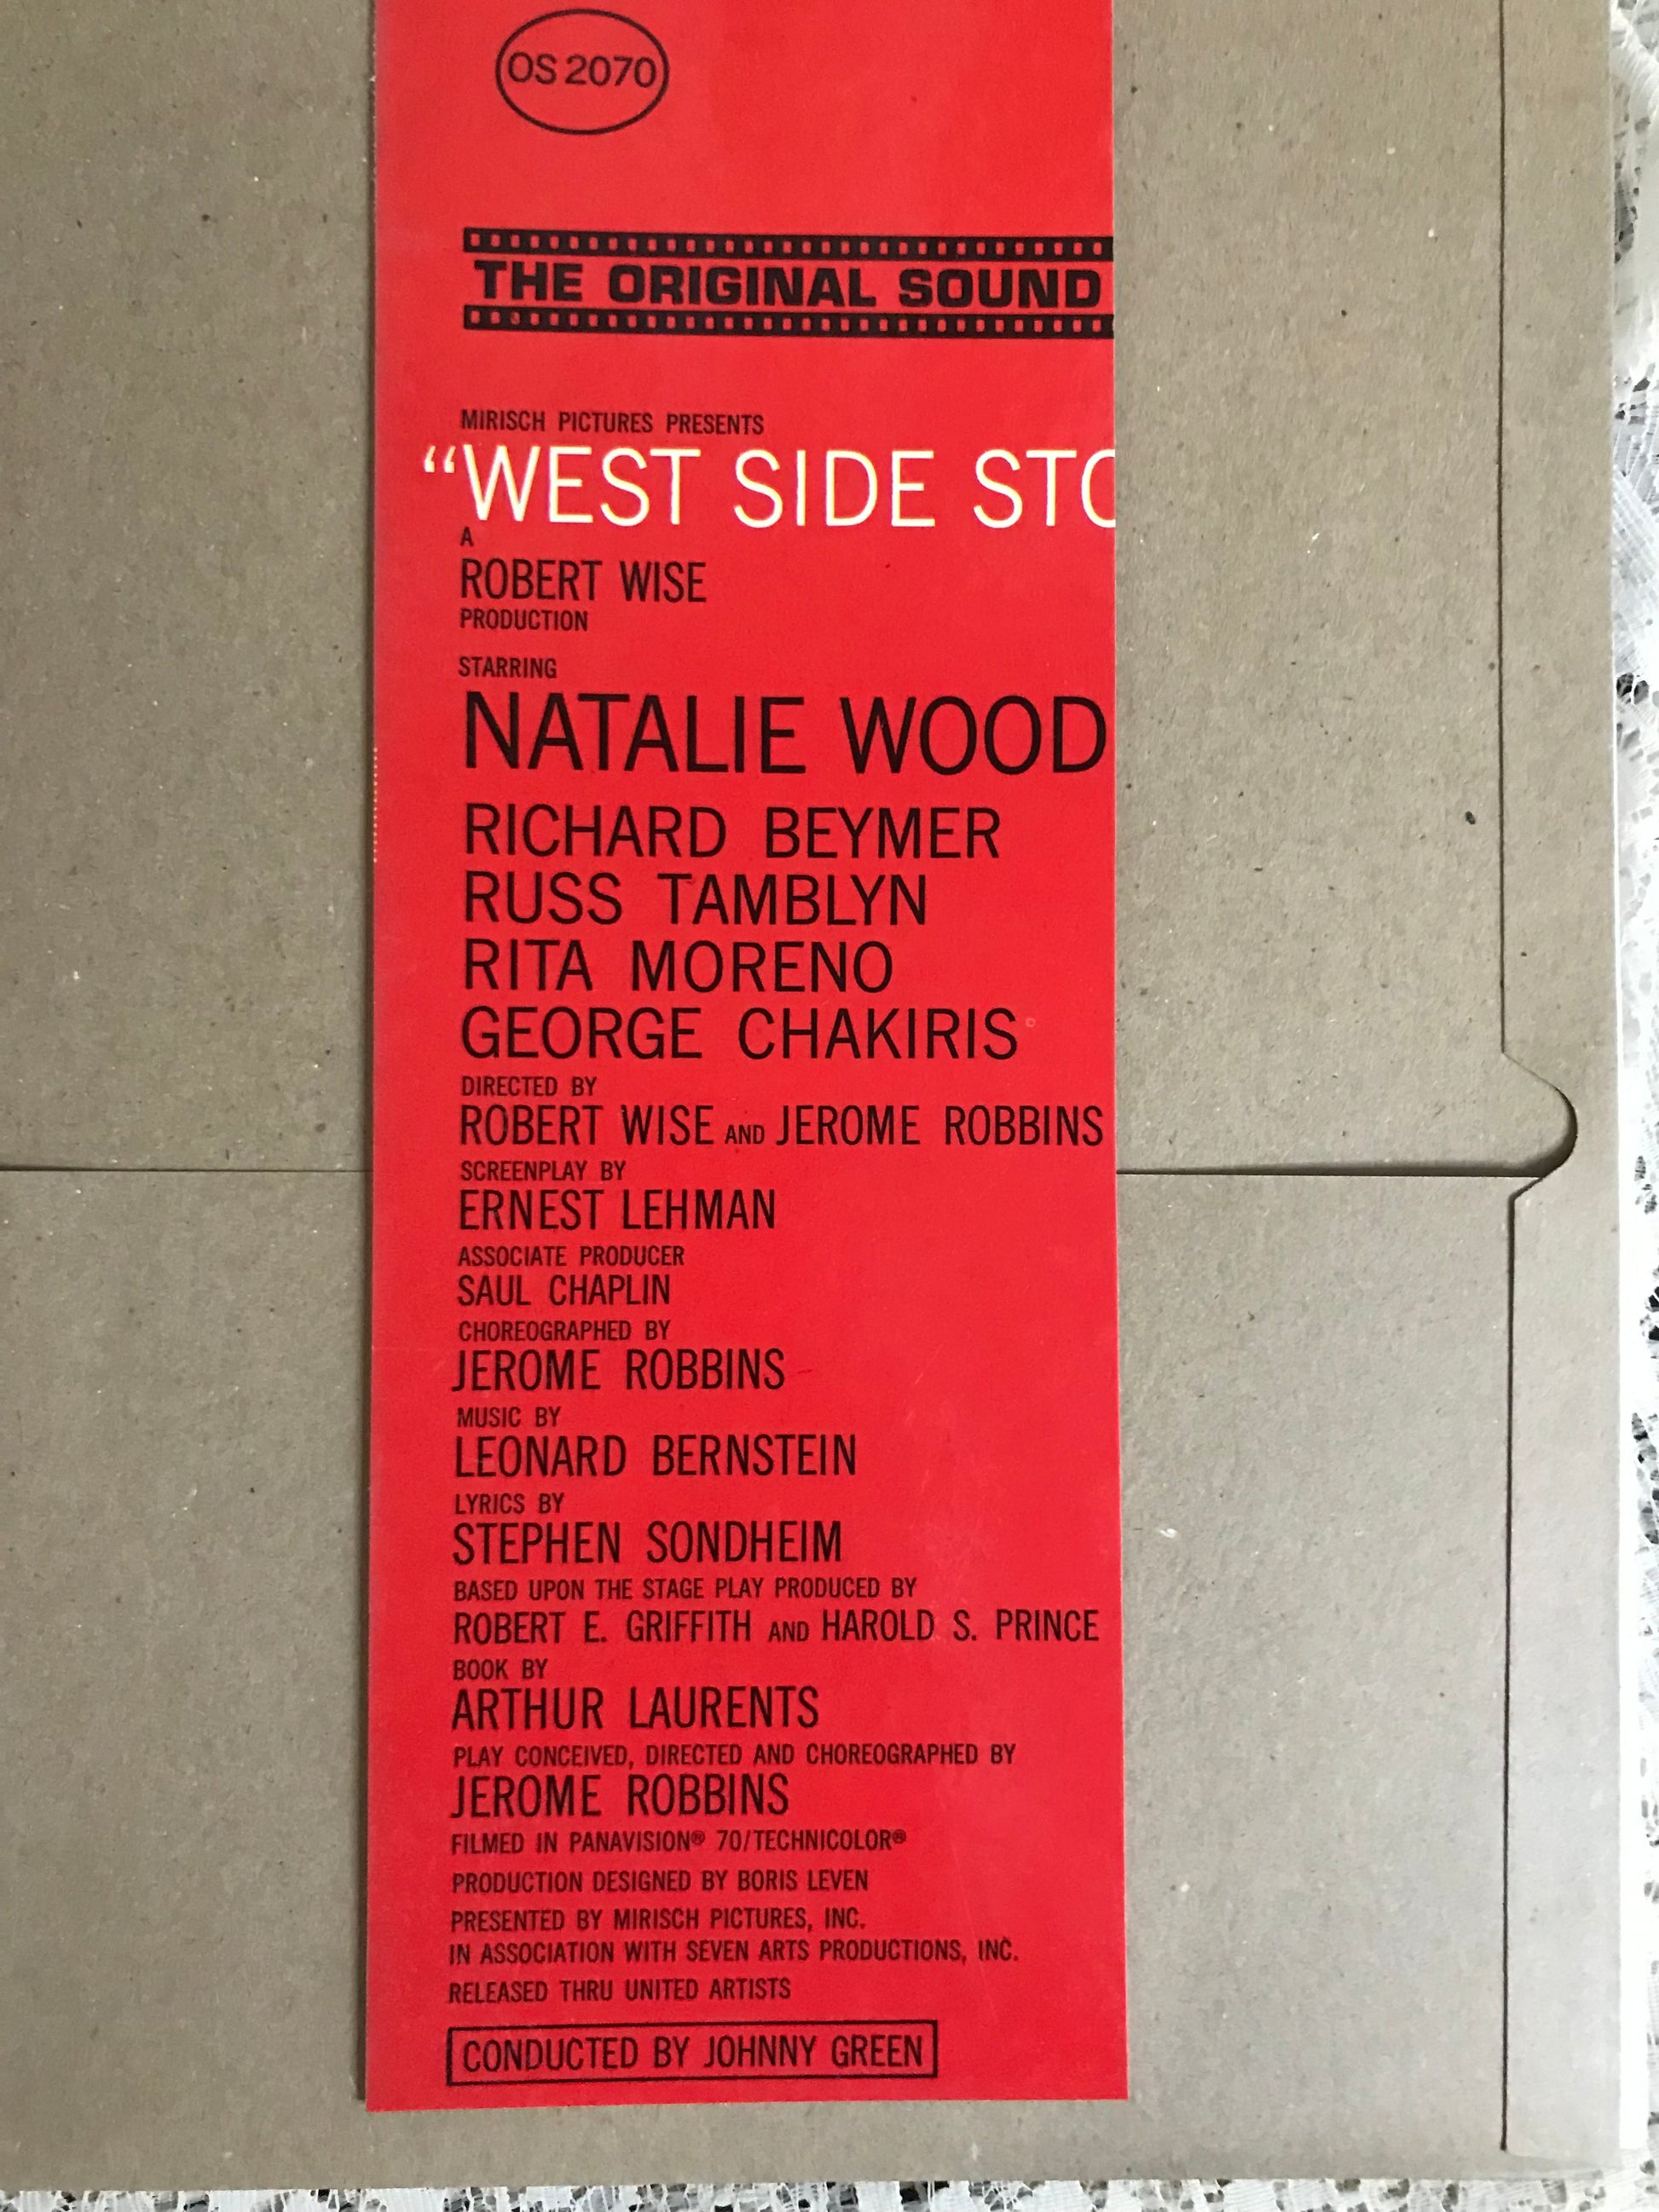 OS 2070
THE ORIGINAL SOUND
MIRISCH PICTURES PRESENTS
“WEST SIDE STO
A
ROBERT WISE
PRODUCTION
STARRING
NATALIE WOOD
RICHARD BEYMER
RUSS TAMBLYN
RITA MORENO
GEORGE CHAKIRIS
DIRECTED BY
ROBERT WISE AND JEROME ROBBINS
SCREENPLAY BY
ERNEST LEHMAN
ASSOCIATE PRODUCER
SAUL CHAPLIN
CHOREOGRAPHED BY
JEROME ROBBINS
MUSIC BY
LEONARD BERNSTEIN
LYRICS BY
STEPHEN SONDHEIM
BASED UPON THE STAGE PLAY PRODUCED BY
ROBERT E. GRIFFITH AND HAROLD S. PRINCE
BOOK BY
ARTHUR LAURENTS
PLAY CONCEIVED, DIRECTED AND CHOREOGRAPHED BY
JEROME ROBBINS
FILMED IN PANAVISION® 70/TECHNICOLOR®
PRODUCTION DESIGNED BY BORIS LEVEN
PRESENTED BY MIRISCH PICTURES, INC.
IN ASSOCIATION WITH SEVEN ARTS PRODUCTIONS, INC.
RELEASED THRU UNITED ARTISTS
CONDUCTED BY JOHNNY GREEN